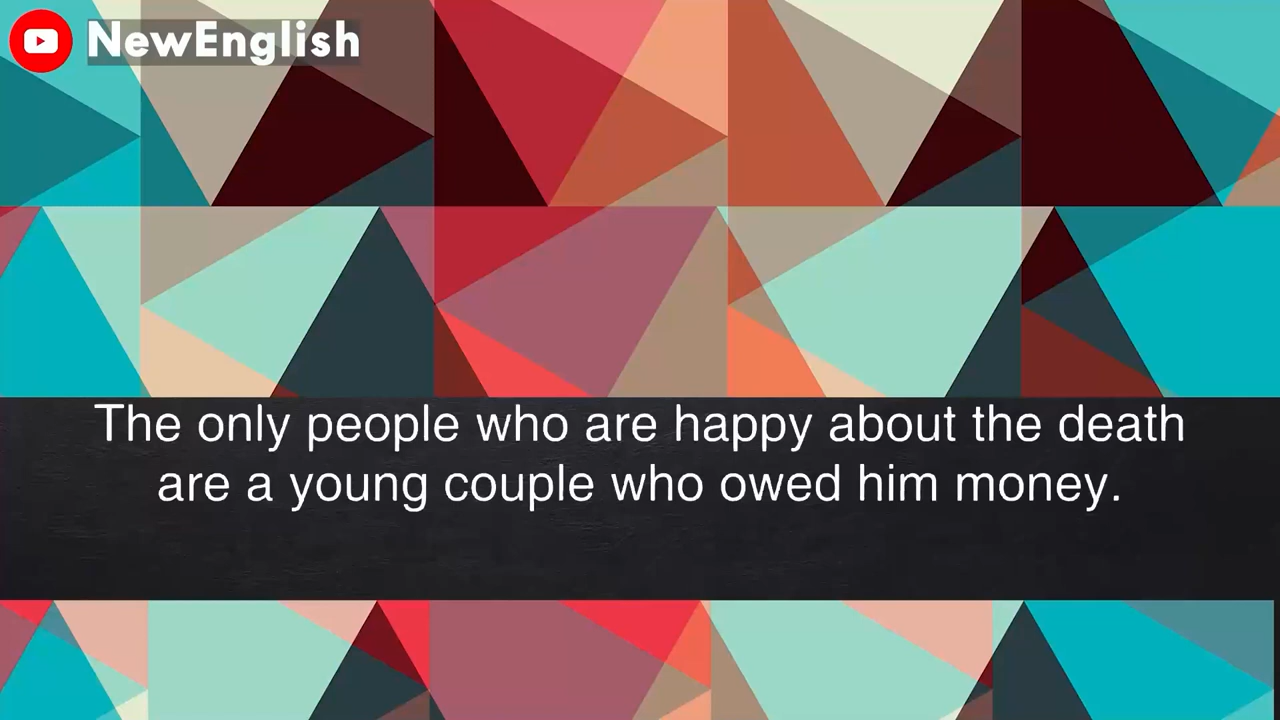 NewEnglish
The only people who are happy about the death
are a young couple who owed him money.